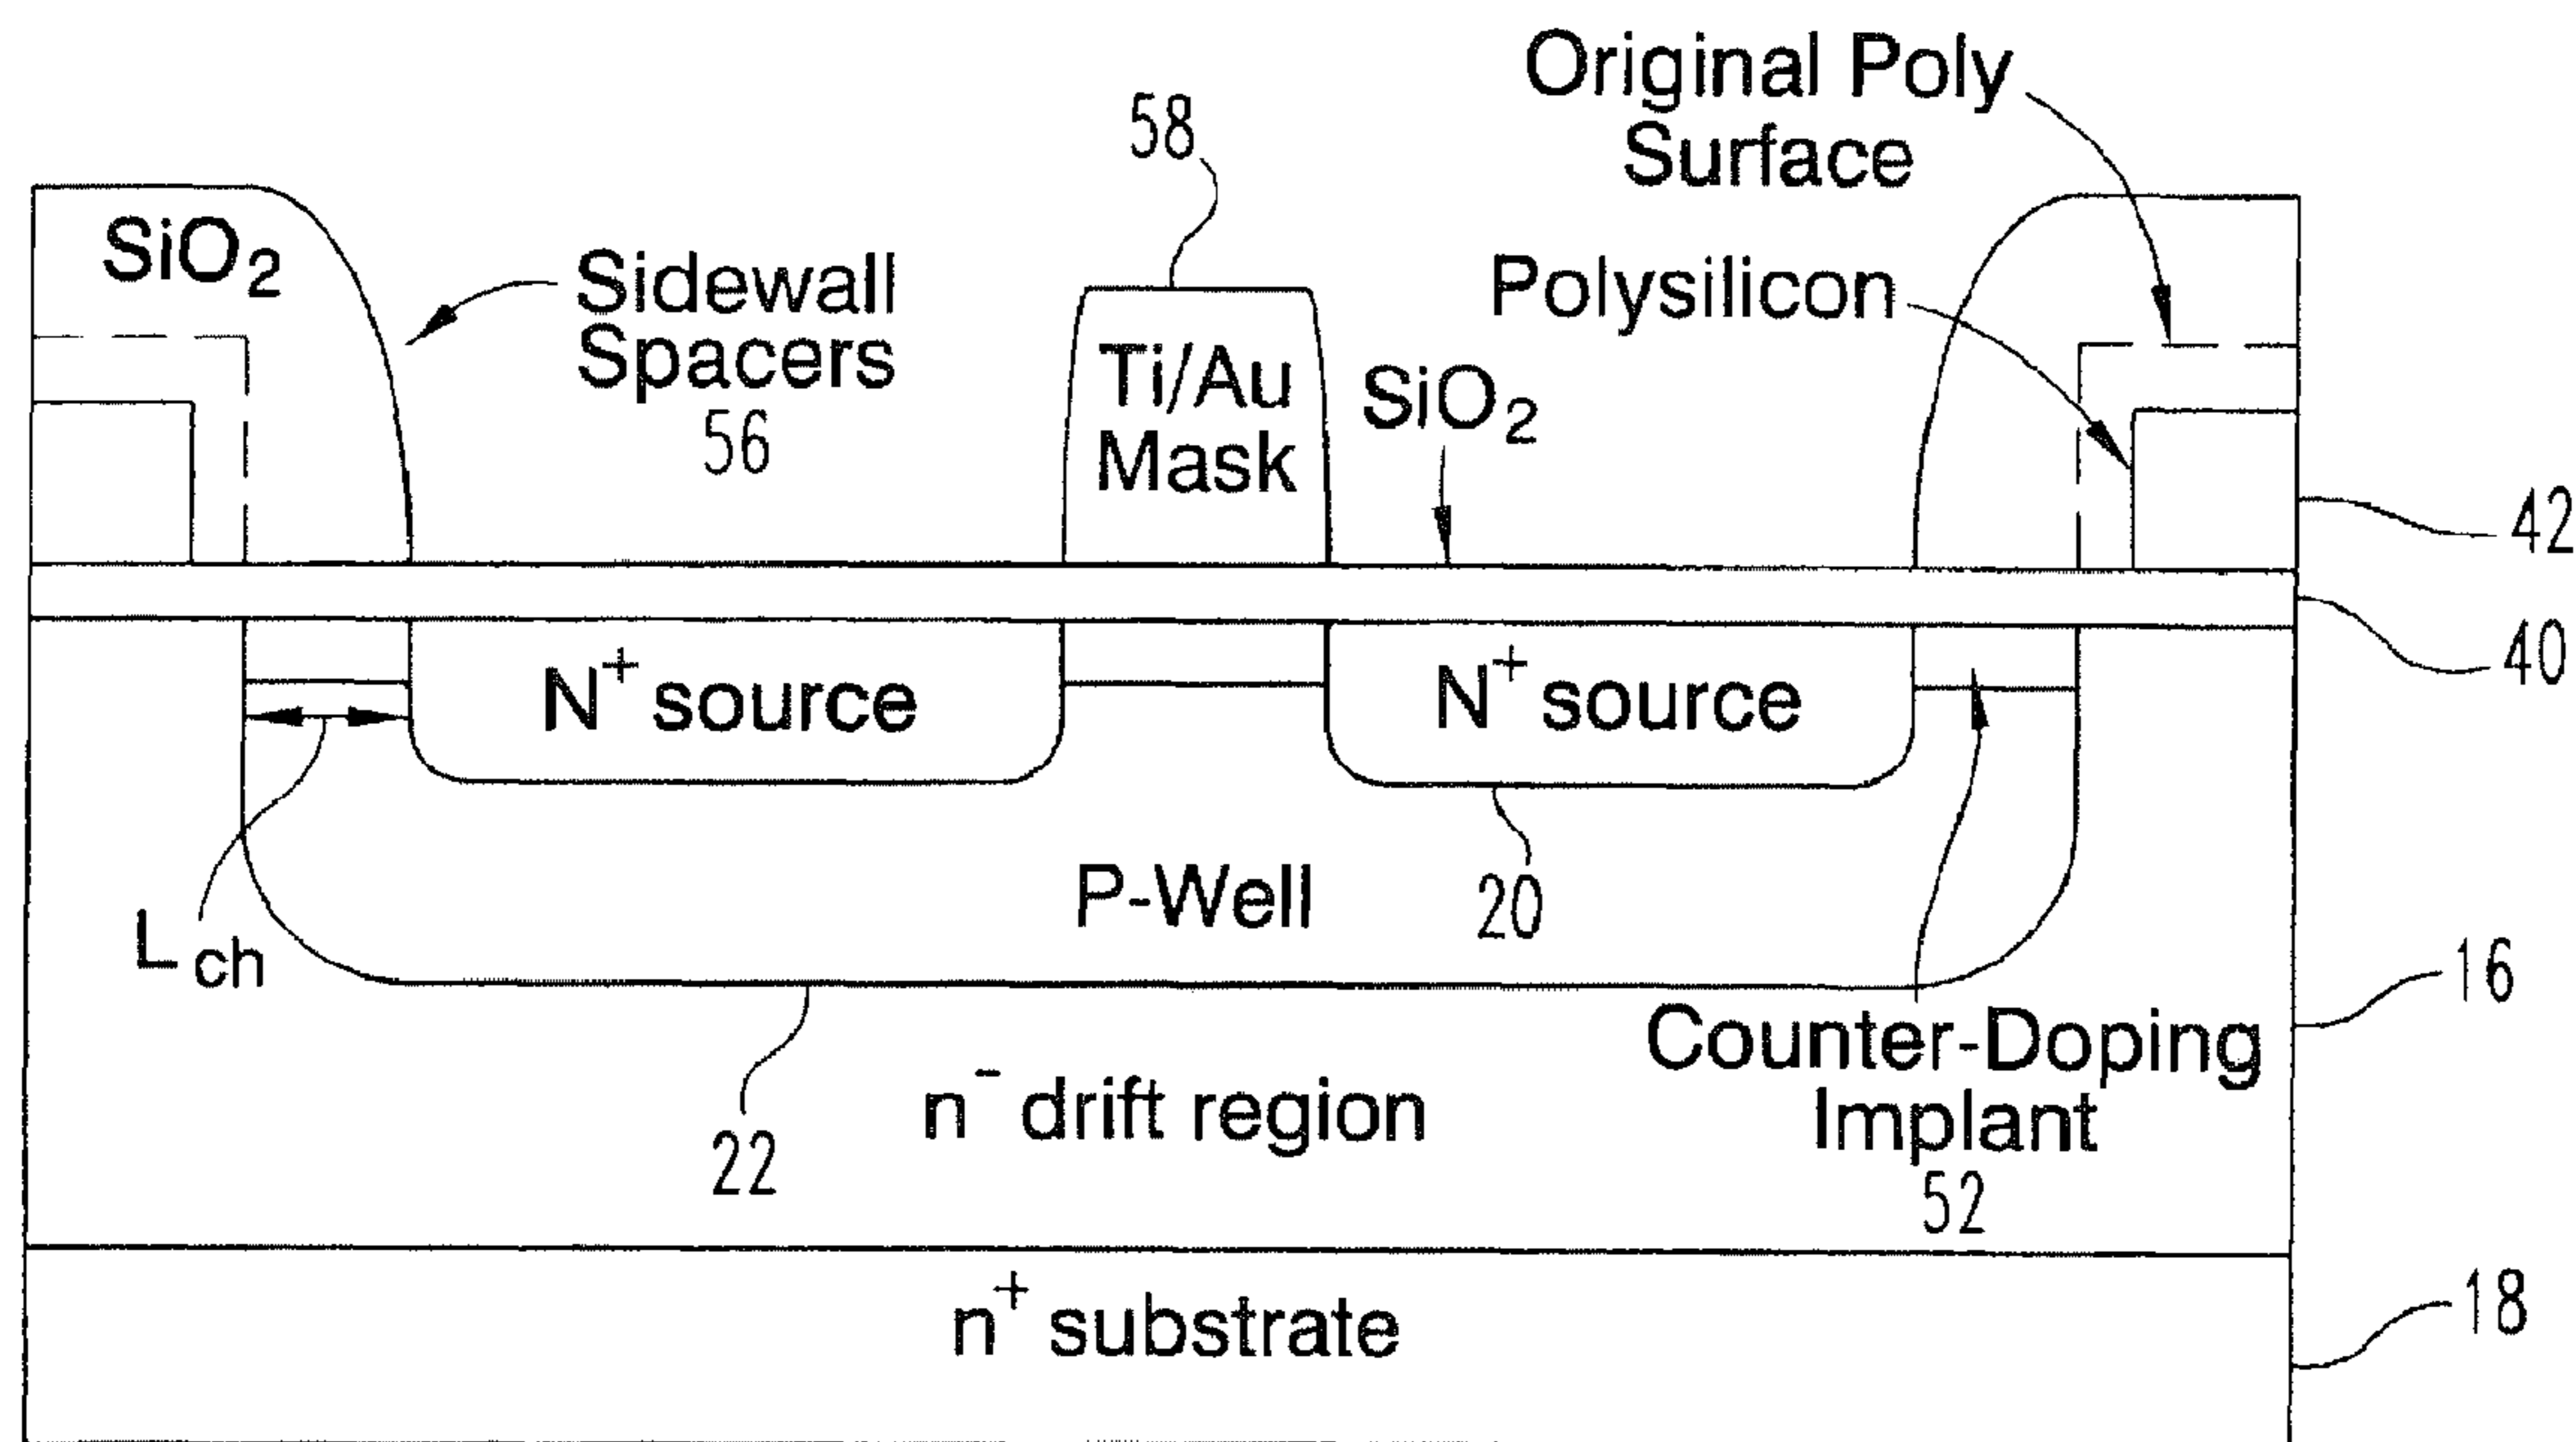 Original Poly
Surface
58
SiO2
Sidewall
Spacers
56
Polysilicon
Ti/Au
Mask
SiO2
42
40
N+ source
N+ source
Lch
P-Well
20
16
Counter-Doping
Implant
52
22
n- drift region
18
n+ substrate